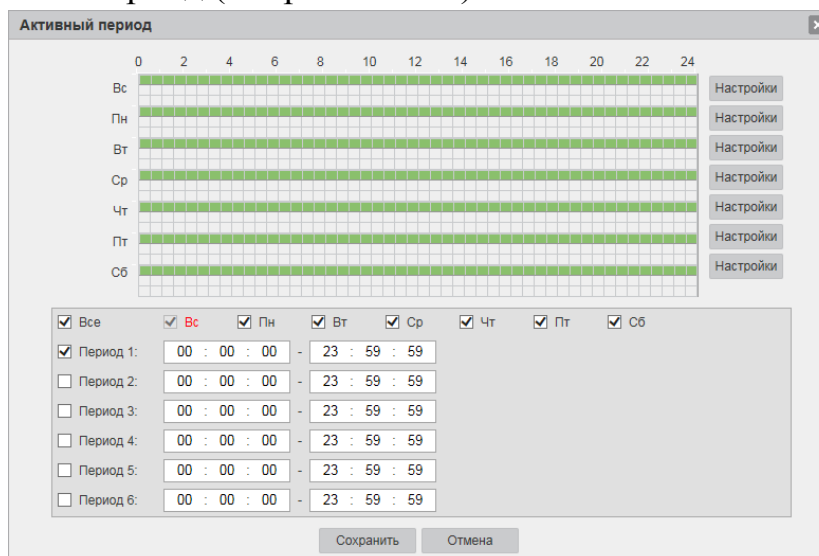 Активный период
0 2 4 6 8 10 12 14 16 18 20 22 24
Вс Настройки
Пн Настройки
Вт Настройки
Ср Настройки
Чт Настройки
Пт Настройки
Сб Настройки
Все Вс Пн Вт Ср Чт Пт Сб
Период 1: 00 : 00 : 00 - 23 : 59 : 59
Период 2: 00 : 00 : 00 - 23 : 59 : 59
Период 3: 00 : 00 : 00 - 23 : 59 : 59
Период 4: 00 : 00 : 00 - 23 : 59 : 59
Период 5: 00 : 00 : 00 - 23 : 59 : 59
Период 6: 00 : 00 : 00 - 23 : 59 : 59
Сохранить Отмена